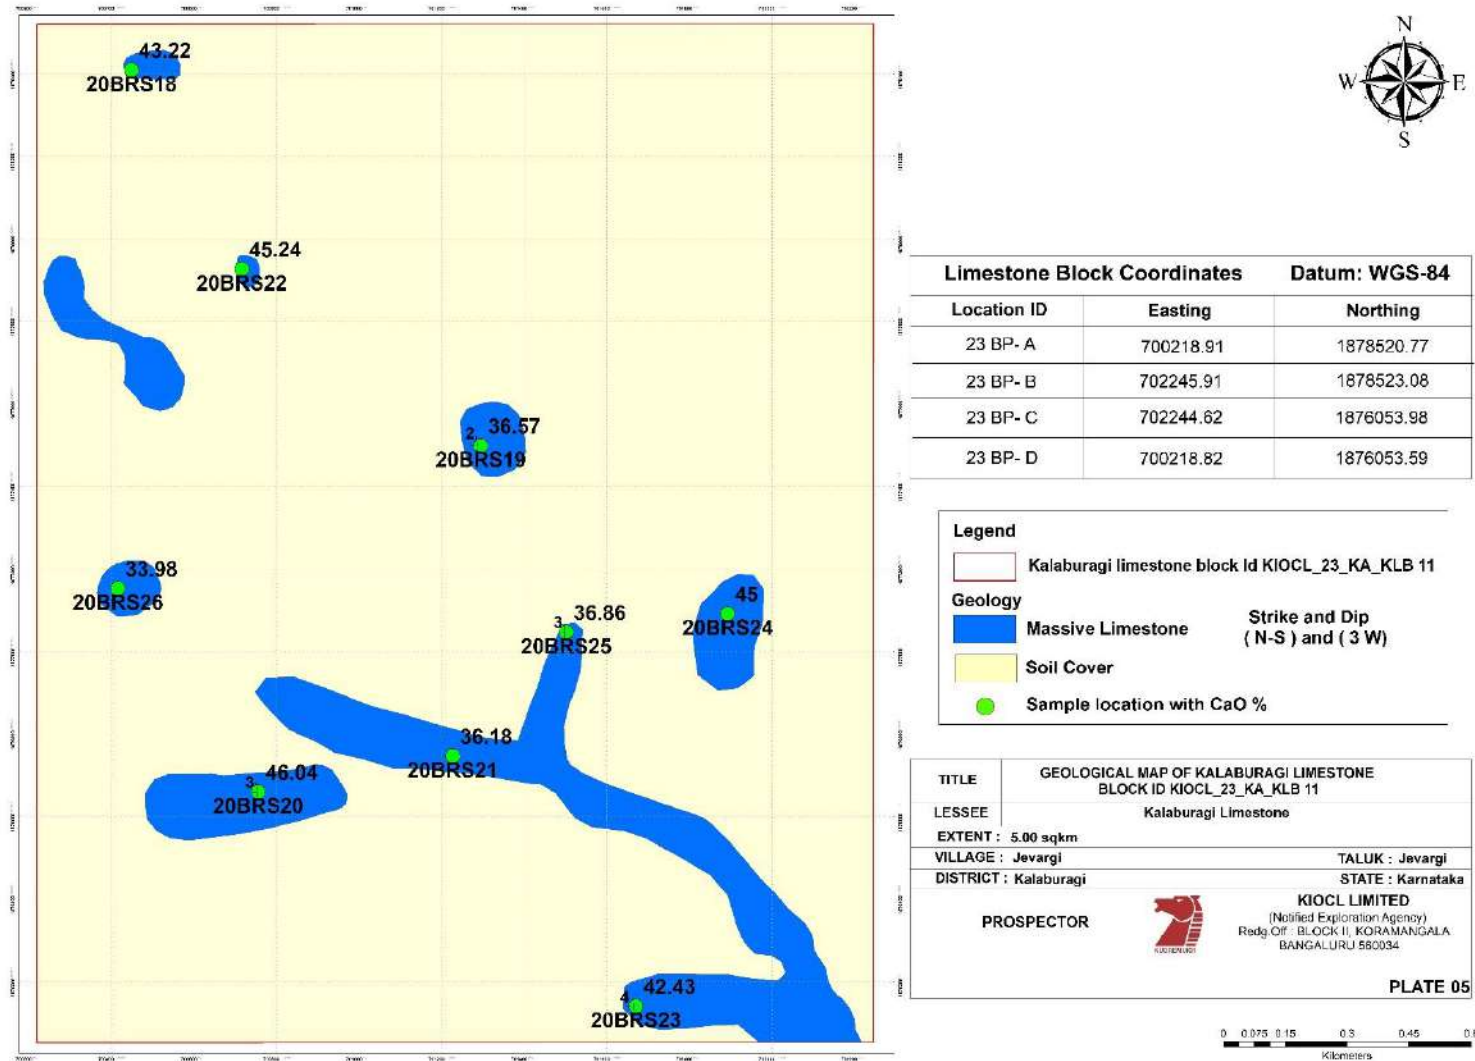 N
W E
S
43.22
20BRS18
45.24
20BRS22
2 36.57
20BRS19
33.98
20BRS26
3 36.86
20BRS25
45
20BRS24
36.18
20BRS21
3 46.04
20BRS20
4 42.43
20BRS23
Limestone Block Coordinates Datum: WGS-84
Location ID Easting Northing
23 BP- A 700218.91 1878520.77
23 BP- B 702245.91 1878523.08
23 BP- C 702244.62 1876053.98
23 BP- D 700218.82 1876053.59
Legend
Kalaburagi limestone block Id KIOCL_23_KA_KLB 11
Geology
Massive Limestone
Strike and Dip
( N-S ) and ( 3 W)
Soil Cover
Sample location with CaO %
TITLE GEOLOGICAL MAP OF KALABURAGI LIMESTONE
BLOCK ID KIOCL_23_KA_KLB 11
LESSEE Kalaburagi Limestone
EXTENT : 5.00 sqkm
VILLAGE : Jevargi TALUK : Jevargi
DISTRICT : Kalaburagi STATE : Karnataka
PROSPECTOR
KIOCL LIMITED
(Notified Exploration Agency)
Redg.Off : BLOCK II, KORAMANGALA
BANGALURU 560034
PLATE 05
0 0.075 0.15 0.3 0.45
Kilometers